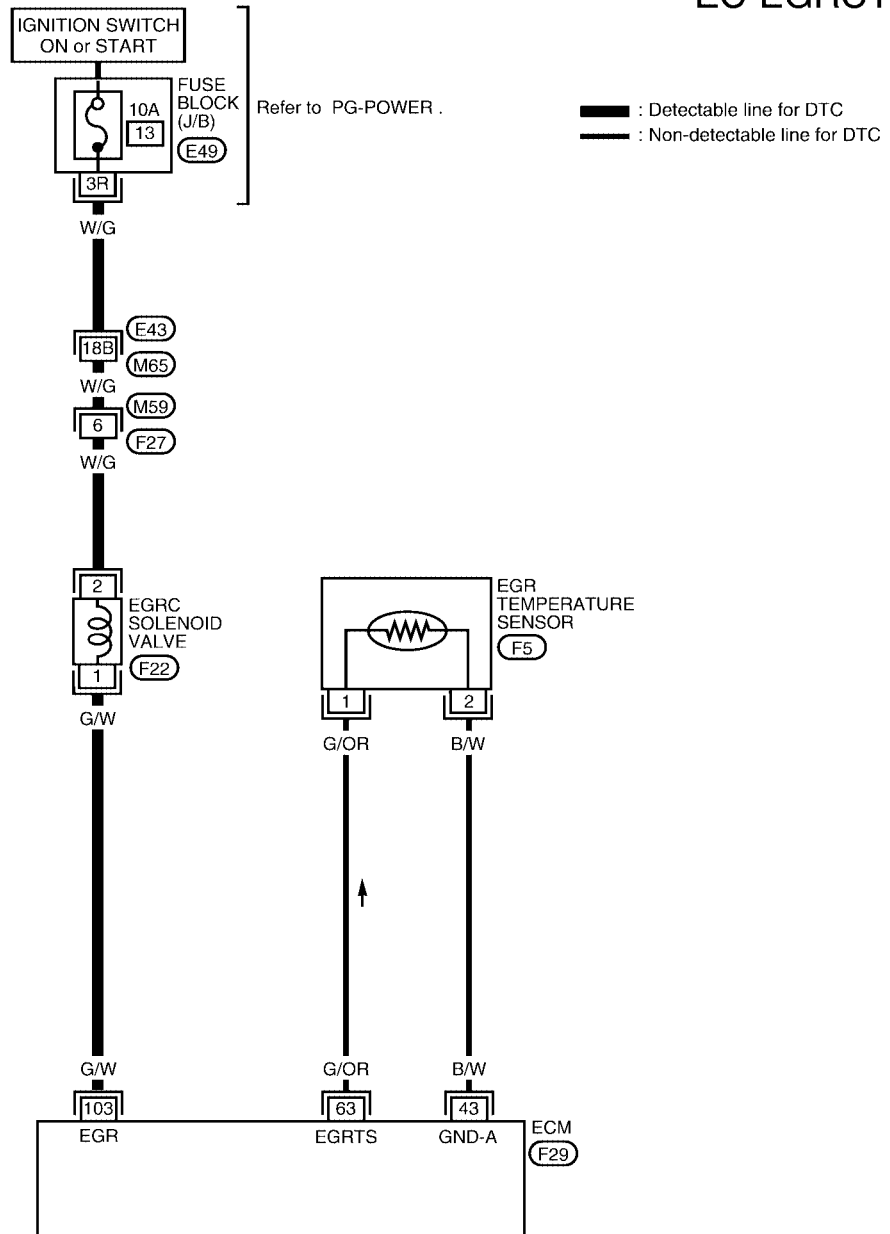 IGNITION SWITCH
ON or START
FUSE
BLOCK
(J/B)
10A
13
E49
Refer to PG-POWER .
: Detectable line for DTC
: Non-detectable line for DTC
3R
W/G
E43
18B
M65
W/G
M59
6
F27
W/G
2
EGRC
SOLENOID
VALVE
F22
1
G/W
EGR
TEMPERATURE
SENSOR
F5
1
2
G/OR
B/W
G/W
G/OR
B/W
103
63
43
EGR
EGRTS
GND-A
ECM
F29